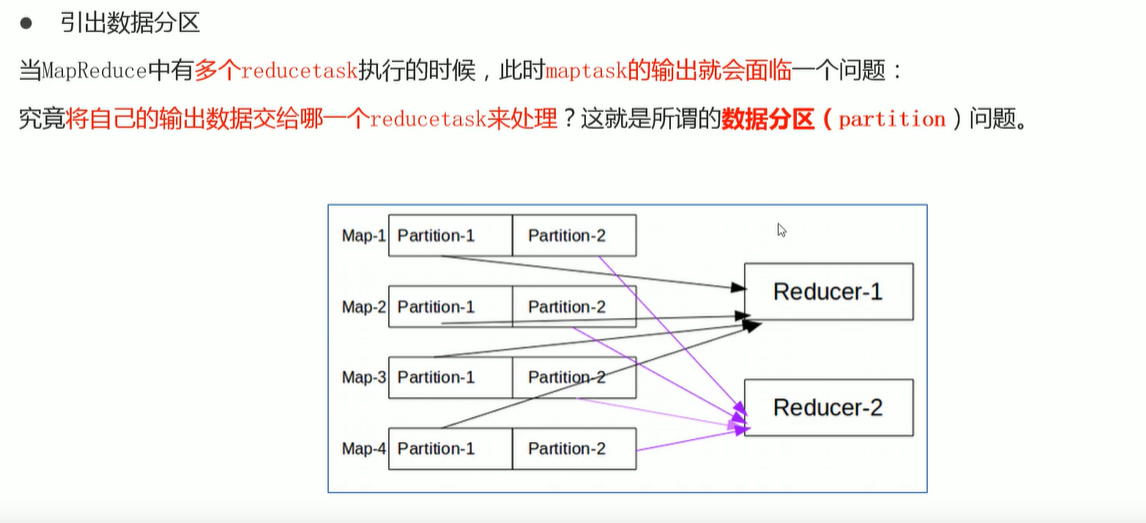 ● 引出数据分区
当MapReduce中有多个reducetask执行的时候，此时maptask的输出就会面临一个问题：
究竟将自己的输出数据交给哪一个reducetask来处理？这就是所谓的数据分区（partition）问题。
Map-1 Partition-1 Partition-2
Reducer-1
Map-2 Partition-1 Partition-2
Map-3 Partition-1 Partition-2
Reducer-2
Map-4 Partition-1 Partition-2